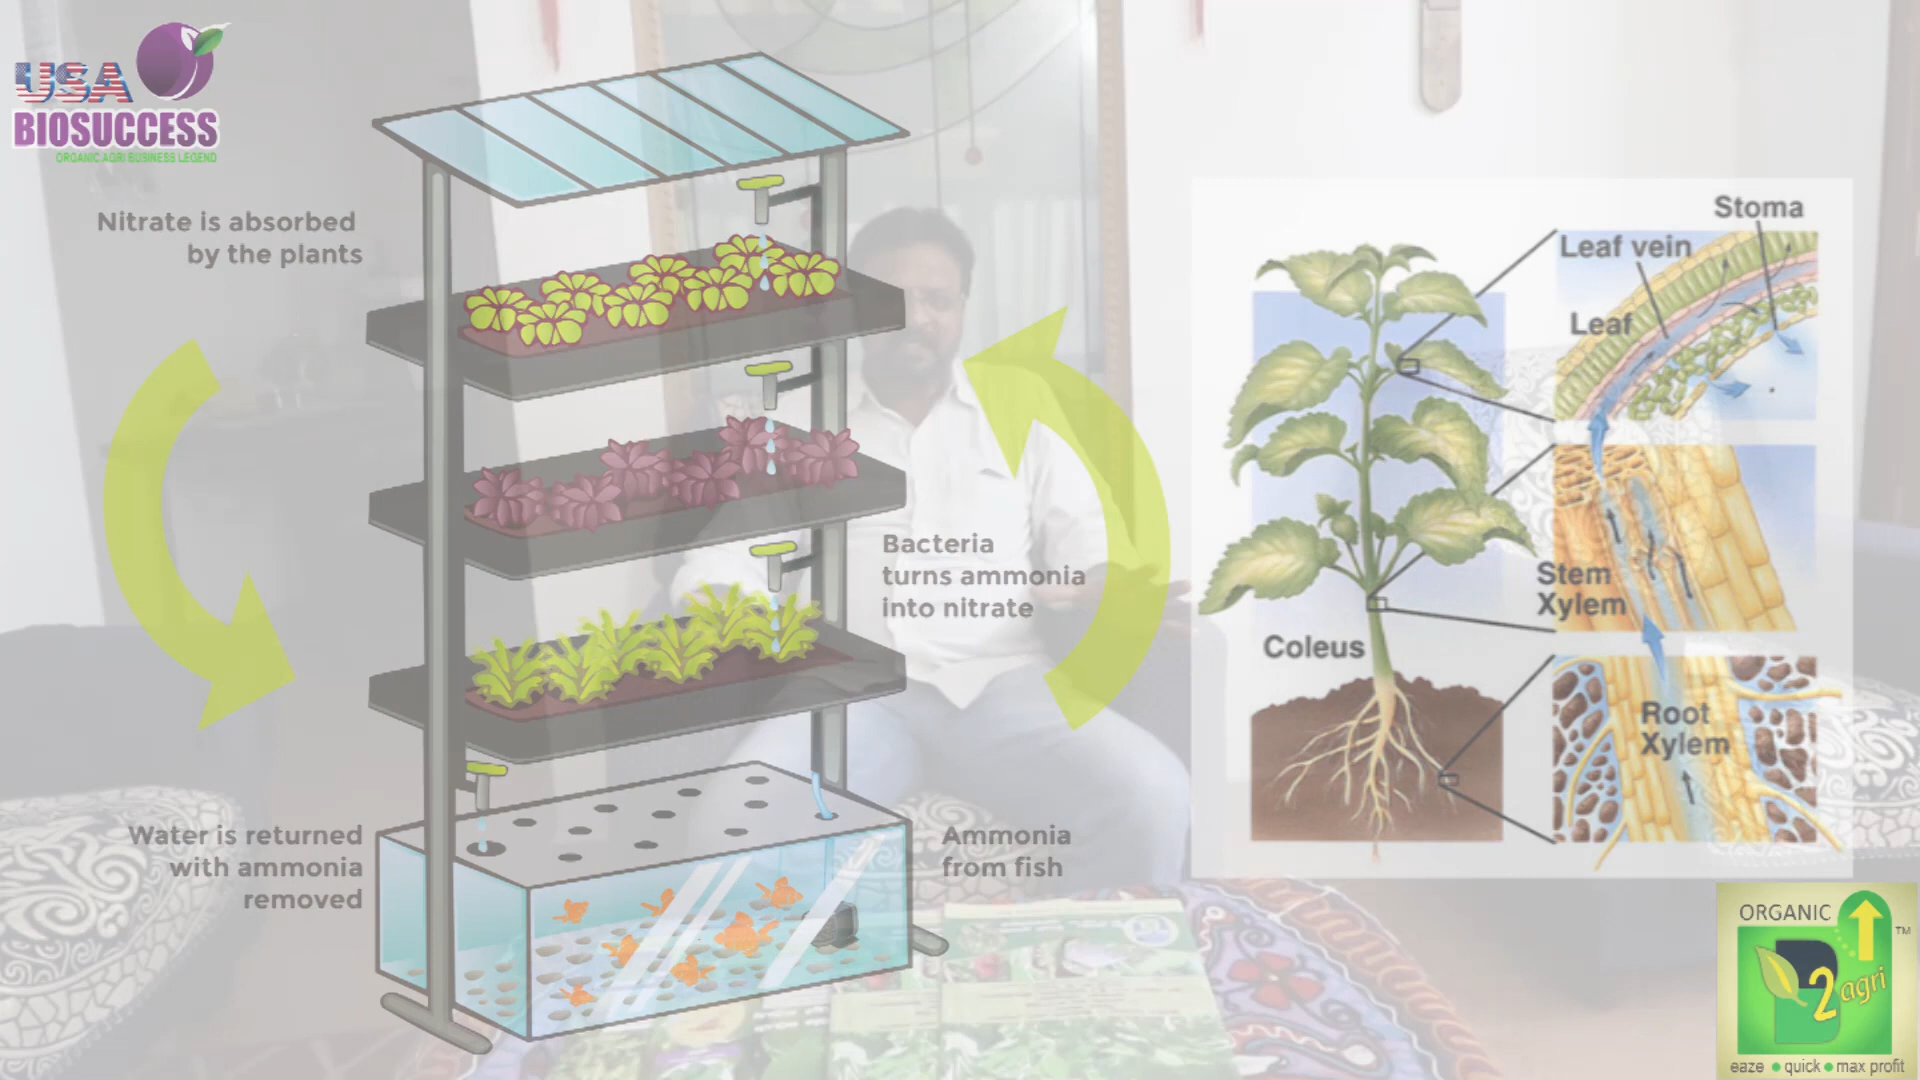 USA
BIOSUCCESS
ORGANIC AGRI BUSINESS LEGEND
Nitrate is absorbed
by the plants
Bacteria
turns ammonia
into nitrate
Water is returned
with ammonia
removed
Ammonia
from fish
Stoma
Leaf vein
Leaf
Stem
Xylem
Coleus
Root
Xylem
ORGANIC
TM
B2agri
eaze • quick • max profit